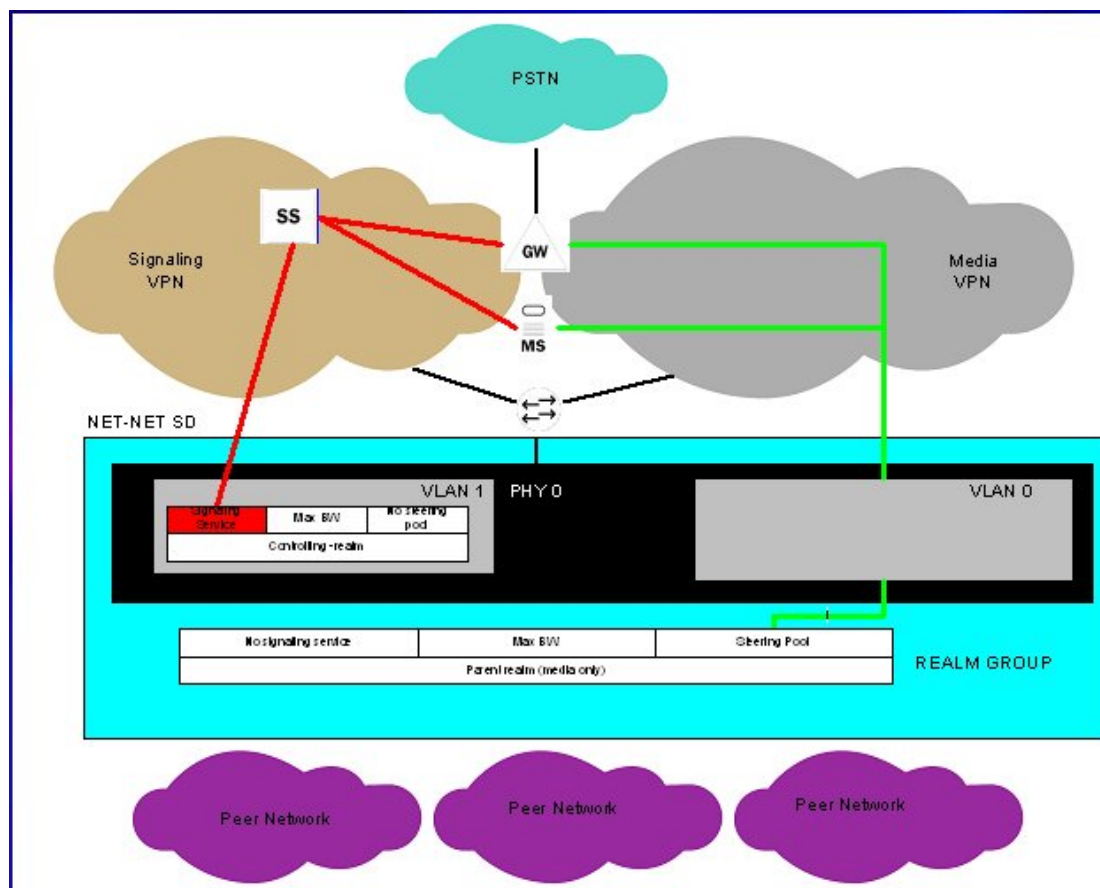 PSTN
SS
Signaling
VPN
GW
Media
VPN
MS
NET-NET SD
VLAN 1
PHY 0
VLAN 0
Signaling
Service
Max BW
No steering
pool
Controlling-realm
No signaling service
Max BW
Steering Pool
Parent realm (media only)
REALM GROUP
Peer Network
Peer Network
Peer Network